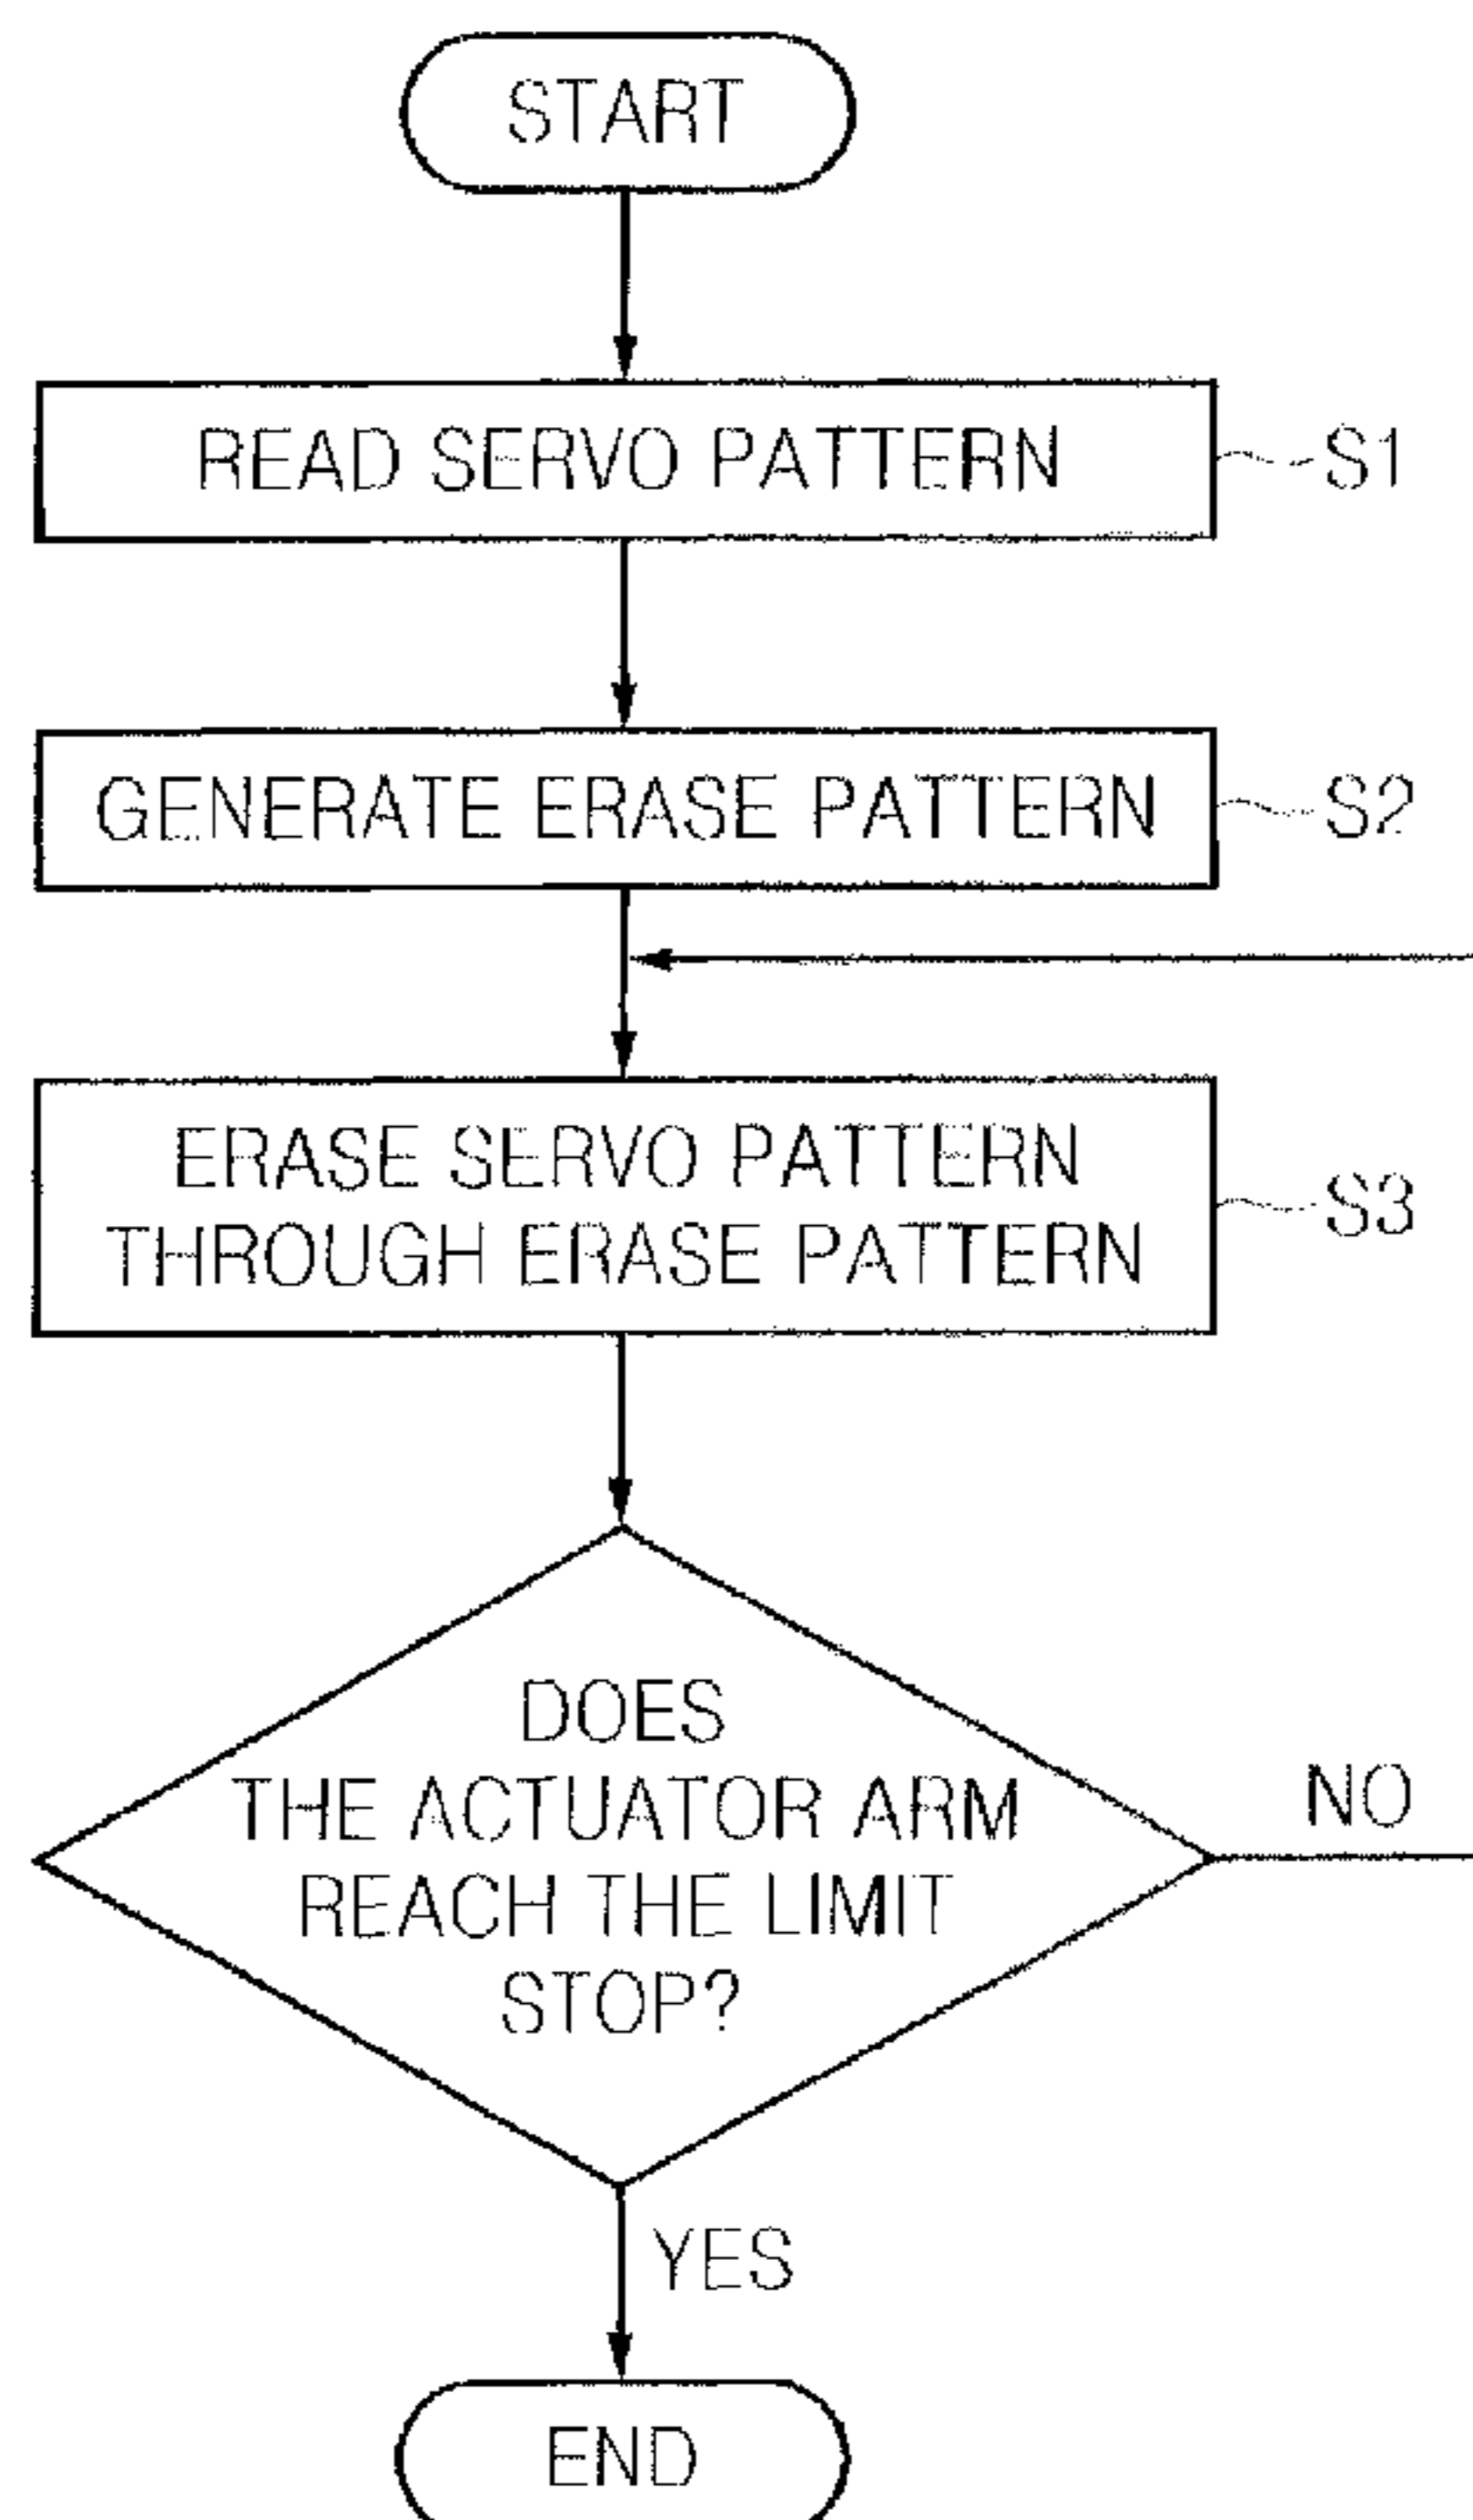 START
READ SERVO PATTERN
S1
GENERATE ERASE PATTERN
S2
ERASE SERVO PATTERN
THROUGH ERASE PATTERN
S3
DOES
THE ACTUATOR ARM
REACH THE LIMIT
STOP?
NO
YES
END